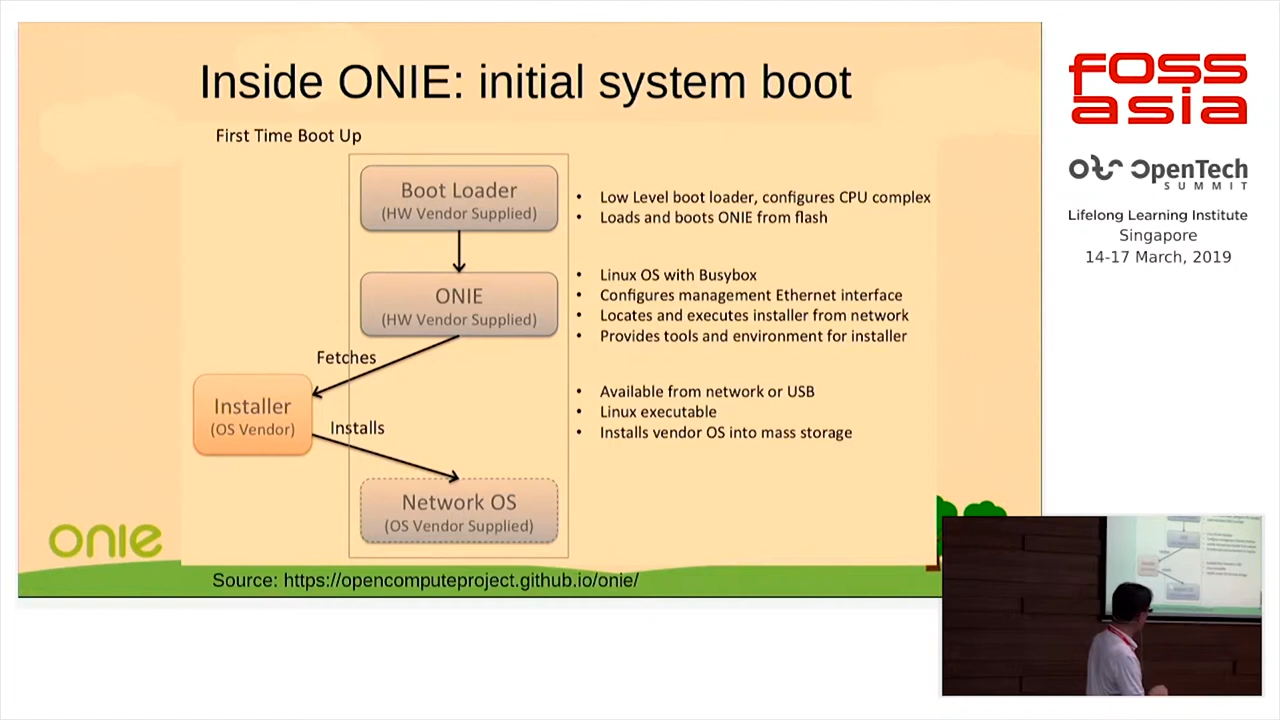 Inside ONIE: initial system boot
First Time Boot Up
Boot Loader
(HW Vendor Supplied)
• Low Level boot loader, configures CPU complex
• Loads and boots ONIE from flash
ONIE
(HW Vendor Supplied)
• Linux OS with Busybox
• Configures management Ethernet interface
• Locates and executes installer from network
• Provides tools and environment for installer
Fetches
Installer
(OS Vendor)
Installs
• Available from network or USB
• Linux executable
• Installs vendor OS into mass storage
Network OS
(OS Vendor Supplied)
onie
Source: https://opencomputeproject.github.io/onie/
fOSS
asia
OpenTech
SUMMIT
Lifelong Learning Institute
Singapore
14-17 March, 2019